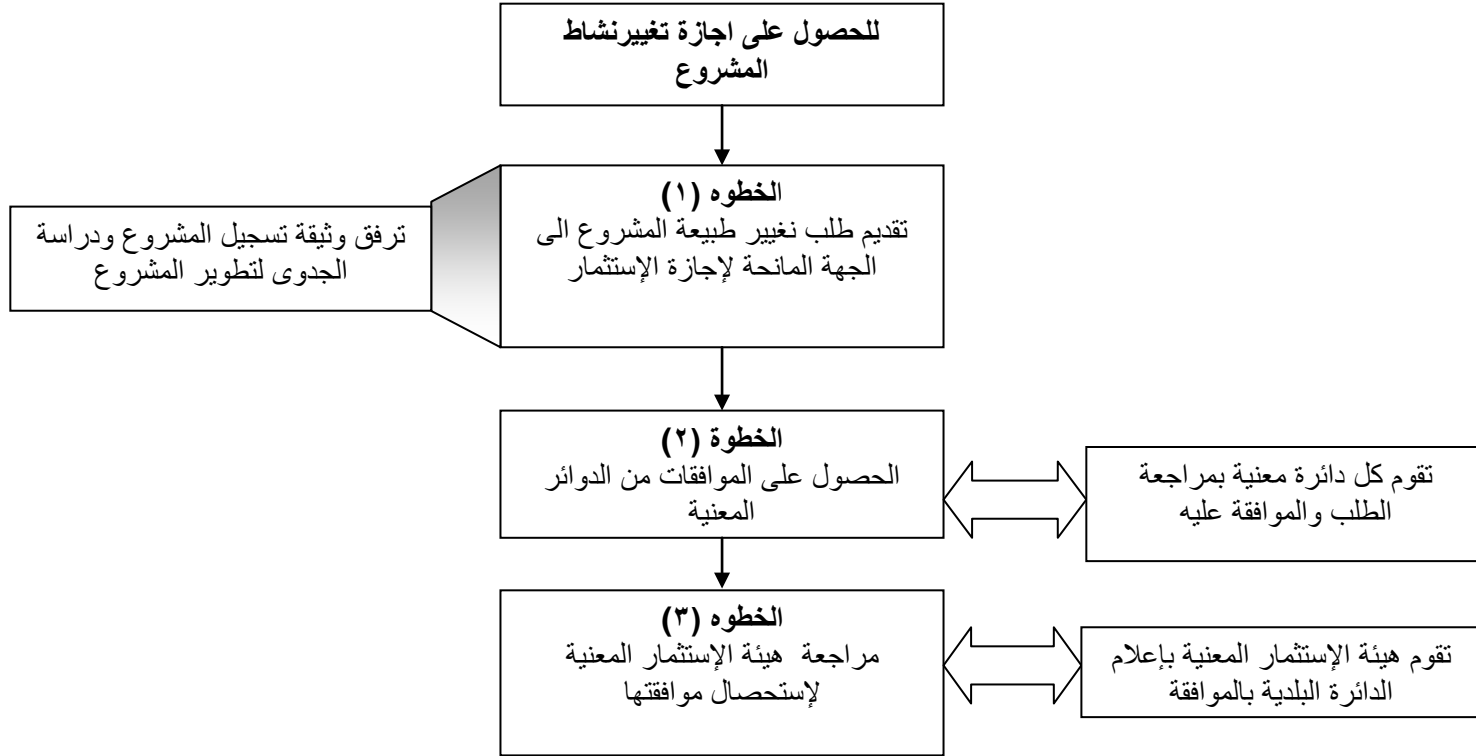 للحصول على اجازة تغييرنشاط
المشروع
الخطوه (١)
تقديم طلب نغيير طبيعة المشروع الى
الجهة المانحة لإجازة الإستثمار
ترفق وثيقة تسجيل المشروع ودراسة
الجدوى لتطوير المشروع
الخطوة (٢)
الحصول على الموافقات من الدوائر
المعنية
تقوم كل دائرة معنية بمراجعة
الطلب والموافقة عليه
الخطوه (٣)
مراجعة هيئة الإستثمار المعنية
لإستحصال موافقتها
تقوم هيئة الإستثمار المعنية بإعلام
الدائرة البلدية بالموافقة